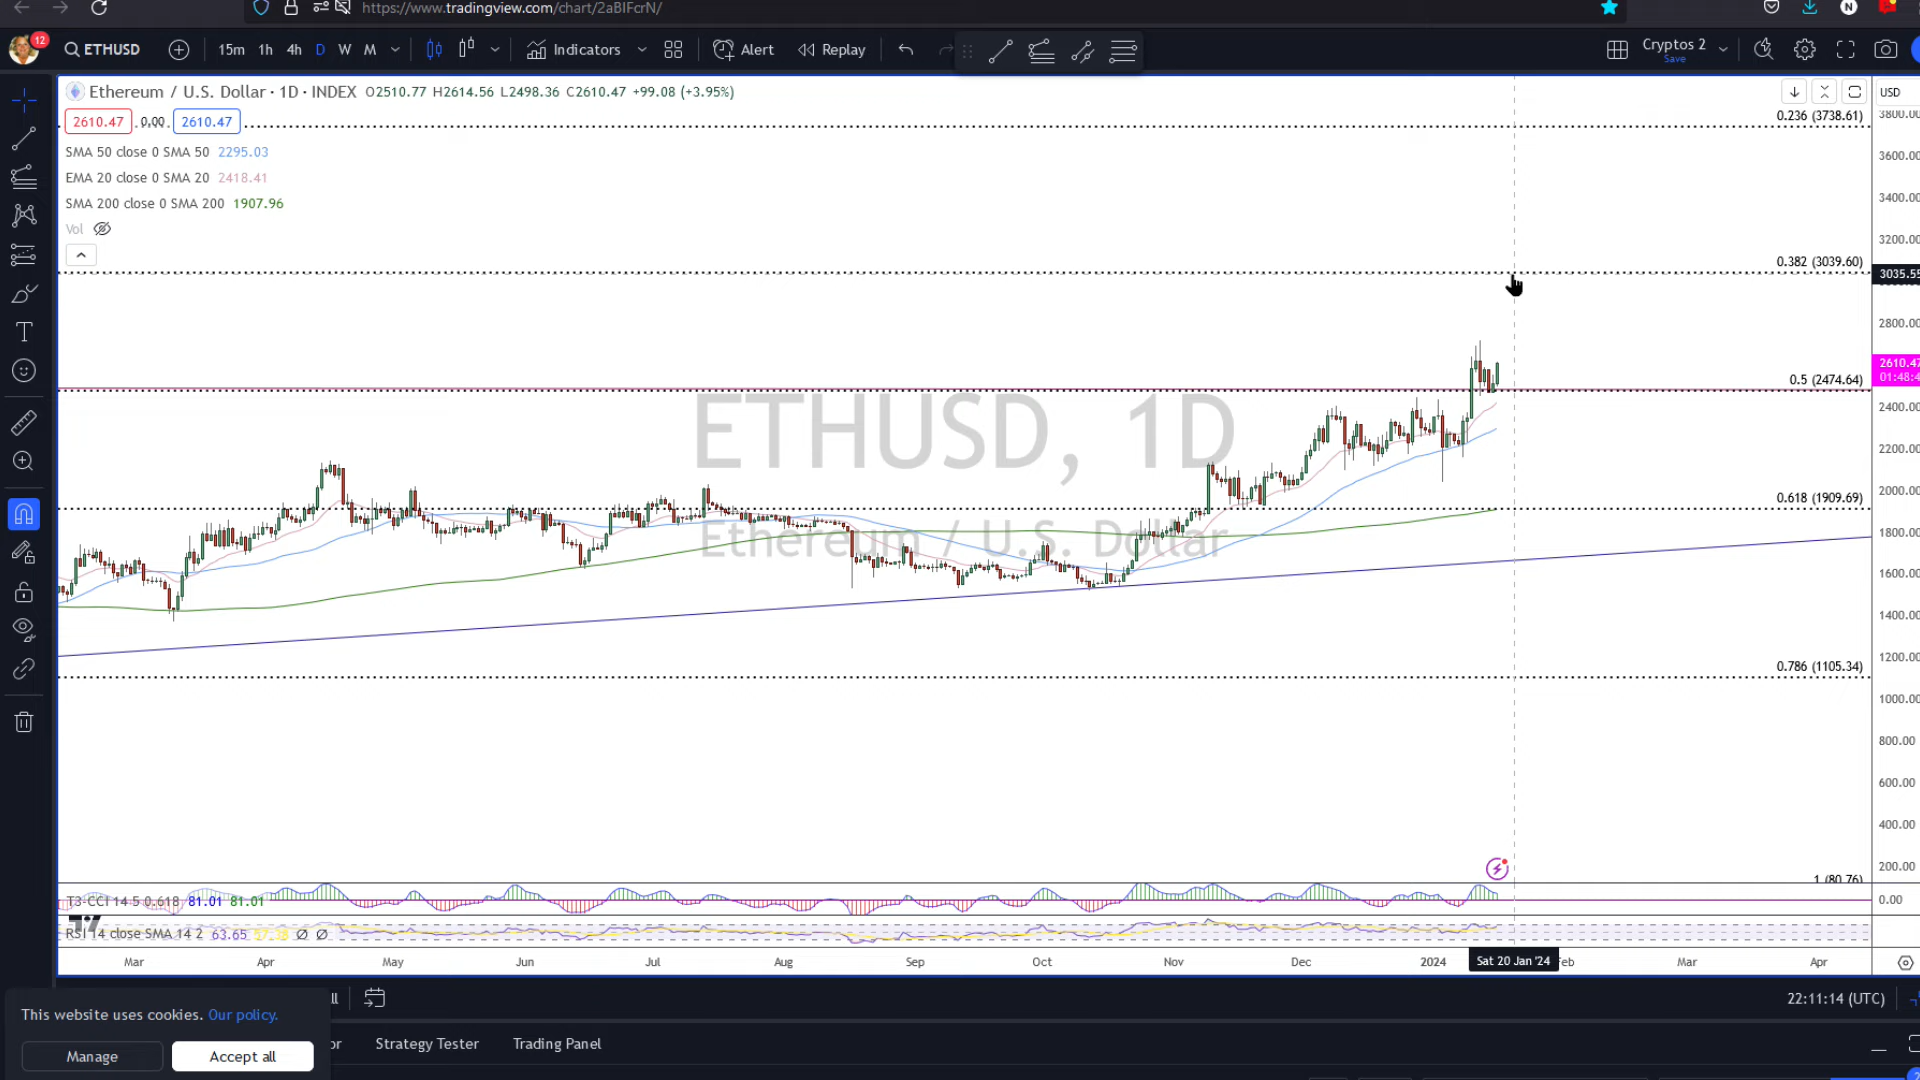 https://www.tradingview.com/chart/2aBIFcrN/
12
ETHUSD
15m 1h 4h D W M
Indicators
Alert
Replay
Cryptos 2
Save
N
Ethereum / U.S. Dollar · 1D · INDEX O2510.77 H2614.56 L2498.36 C2610.47 +99.08 (+3.95%)
USD
2610.47 0.00 2610.47
0.236 (3738.61)
3800.00
SMA 50 close 0 SMA 50 2295.03
3600.00
EMA 20 close 0 SMA 20 2418.41
3400.00
SMA 200 close 0 SMA 200 1907.96
Vol
3200.00
0.382 (3039.60)
3035.55
2800.00
2610.47
01:48:4
0.5 (2474.64)
2400.00
ETHUSD, 1D
2200.00
0.618 (1909.69)
2000.00
Ethereum / U.S. Dollar
1800.00
1600.00
1400.00
1200.00
0.786 (1105.34)
1000.00
800.00
600.00
400.00
200.00
1 (80.76)
T3-CCI 14 5 0.618 81.01 81.01
0.00
RSI 14 close SMA 14 2 63.65 57.38 Ø Ø
Mar Apr May Jun Jul Aug Sep Oct Nov Dec 2024 Sat 20 Jan '24 Feb Mar Apr
22:11:14 (UTC)
This website uses cookies. Our policy.
Strategy Tester
Trading Panel
Manage
Accept all